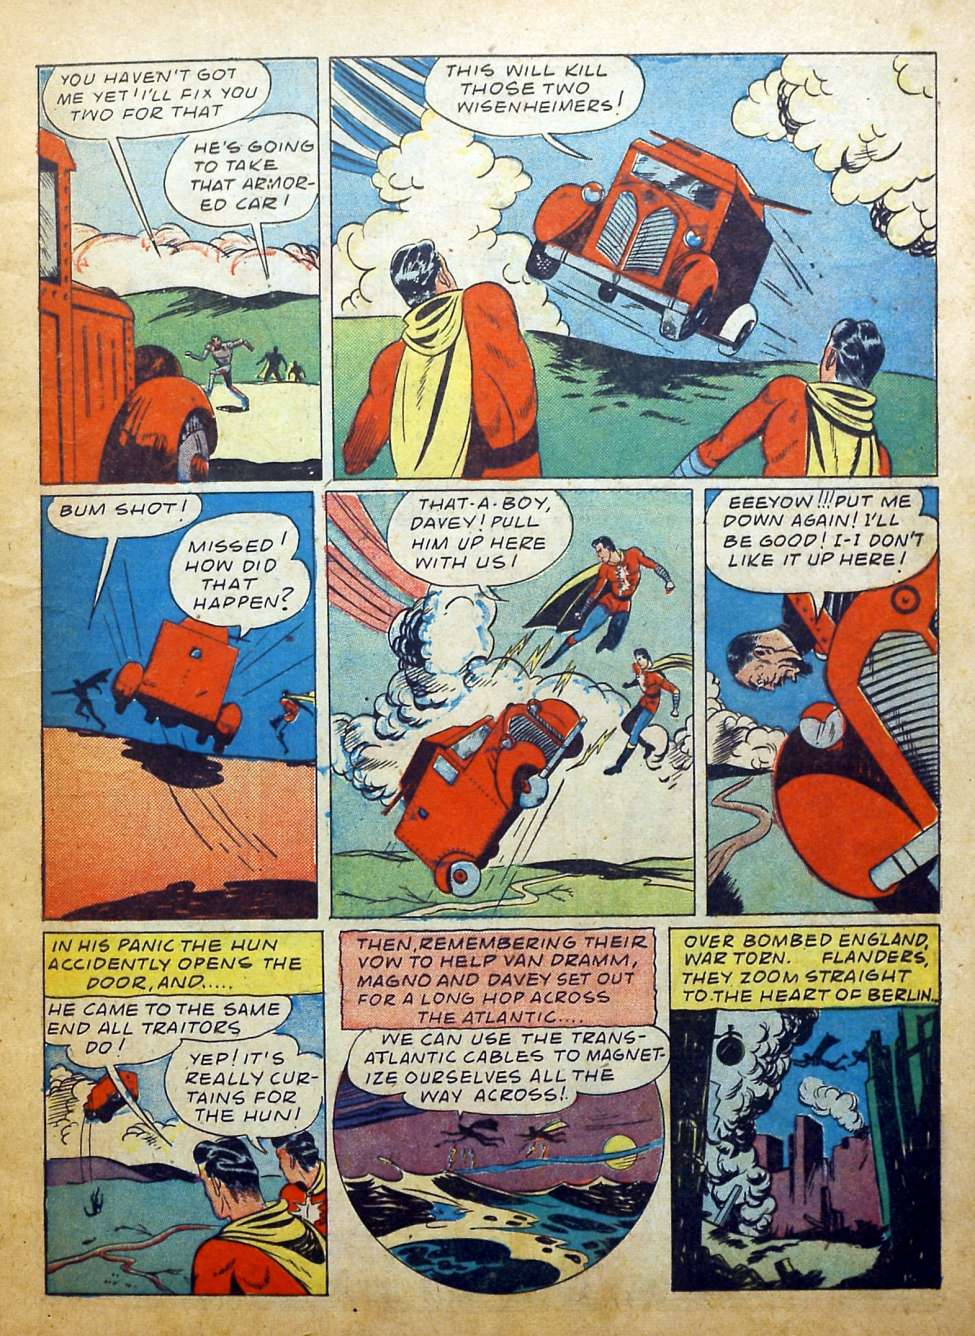 YOU HAVEN'T GOT
ME YET! I'LL FIX YOU
TWO FOR THAT
HE'S GOING
TO TAKE
THAT ARMOR-
ED CAR!
THIS WILL KILL
THOSE TWO
WISENHEIMERS!
BUM SHOT!
MISSED!
HOW DID
THAT
HAPPEN?
THAT-A-BOY,
DAVEY! PULL
HIM UP HERE
WITH US!
EEEYOW!!! PUT ME
DOWN AGAIN! I'LL
BE GOOD! I-I DON'T
LIKE IT UP HERE!
IN HIS PANIC THE HUN
ACCIDENTLY OPENS THE
DOOR, AND.....
HE CAME TO THE SAME
END ALL TRAITORS
DO!
YEP! IT'S
REALLY CUR-
TAINS FOR
THE HUN!
THEN, REMEMBERING THEIR
VOW TO HELP VAN DRAMM,
MAGNO AND DAVEY SET OUT
FOR A LONG HOP ACROSS
THE ATLANTIC....
WE CAN USE THE TRANS-
ATLANTIC CABLES TO MAGNET-
IZE OURSELVES ALL THE
WAY ACROSS!
OVER BOMBED ENGLAND,
WAR TORN. FLANDERS,
THEY ZOOM STRAIGHT
TO THE HEART OF BERLIN..